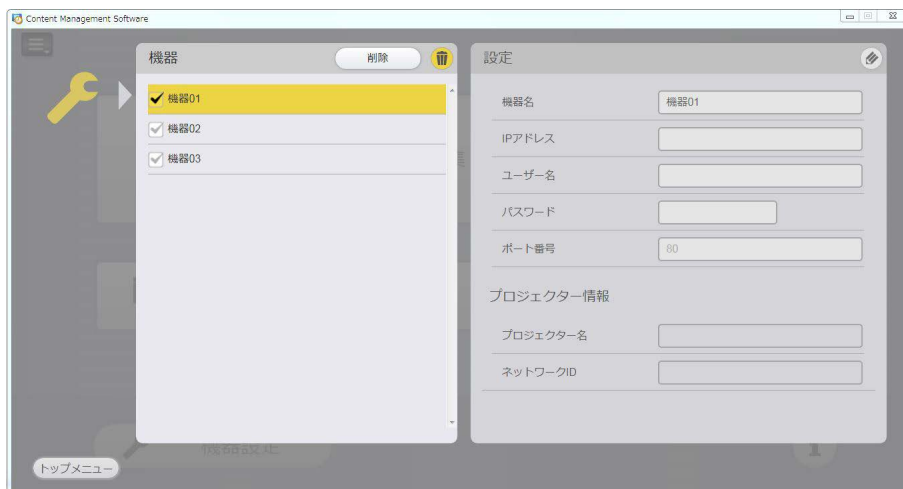 Content Management Software
機器
削除
設定
機器01
機器02
機器03
機器名
機器01
IPアドレス
ユーザー名
パスワード
ポート番号
80
プロジェクター情報
プロジェクター名
ネットワークID
機器設定
トップメニュー